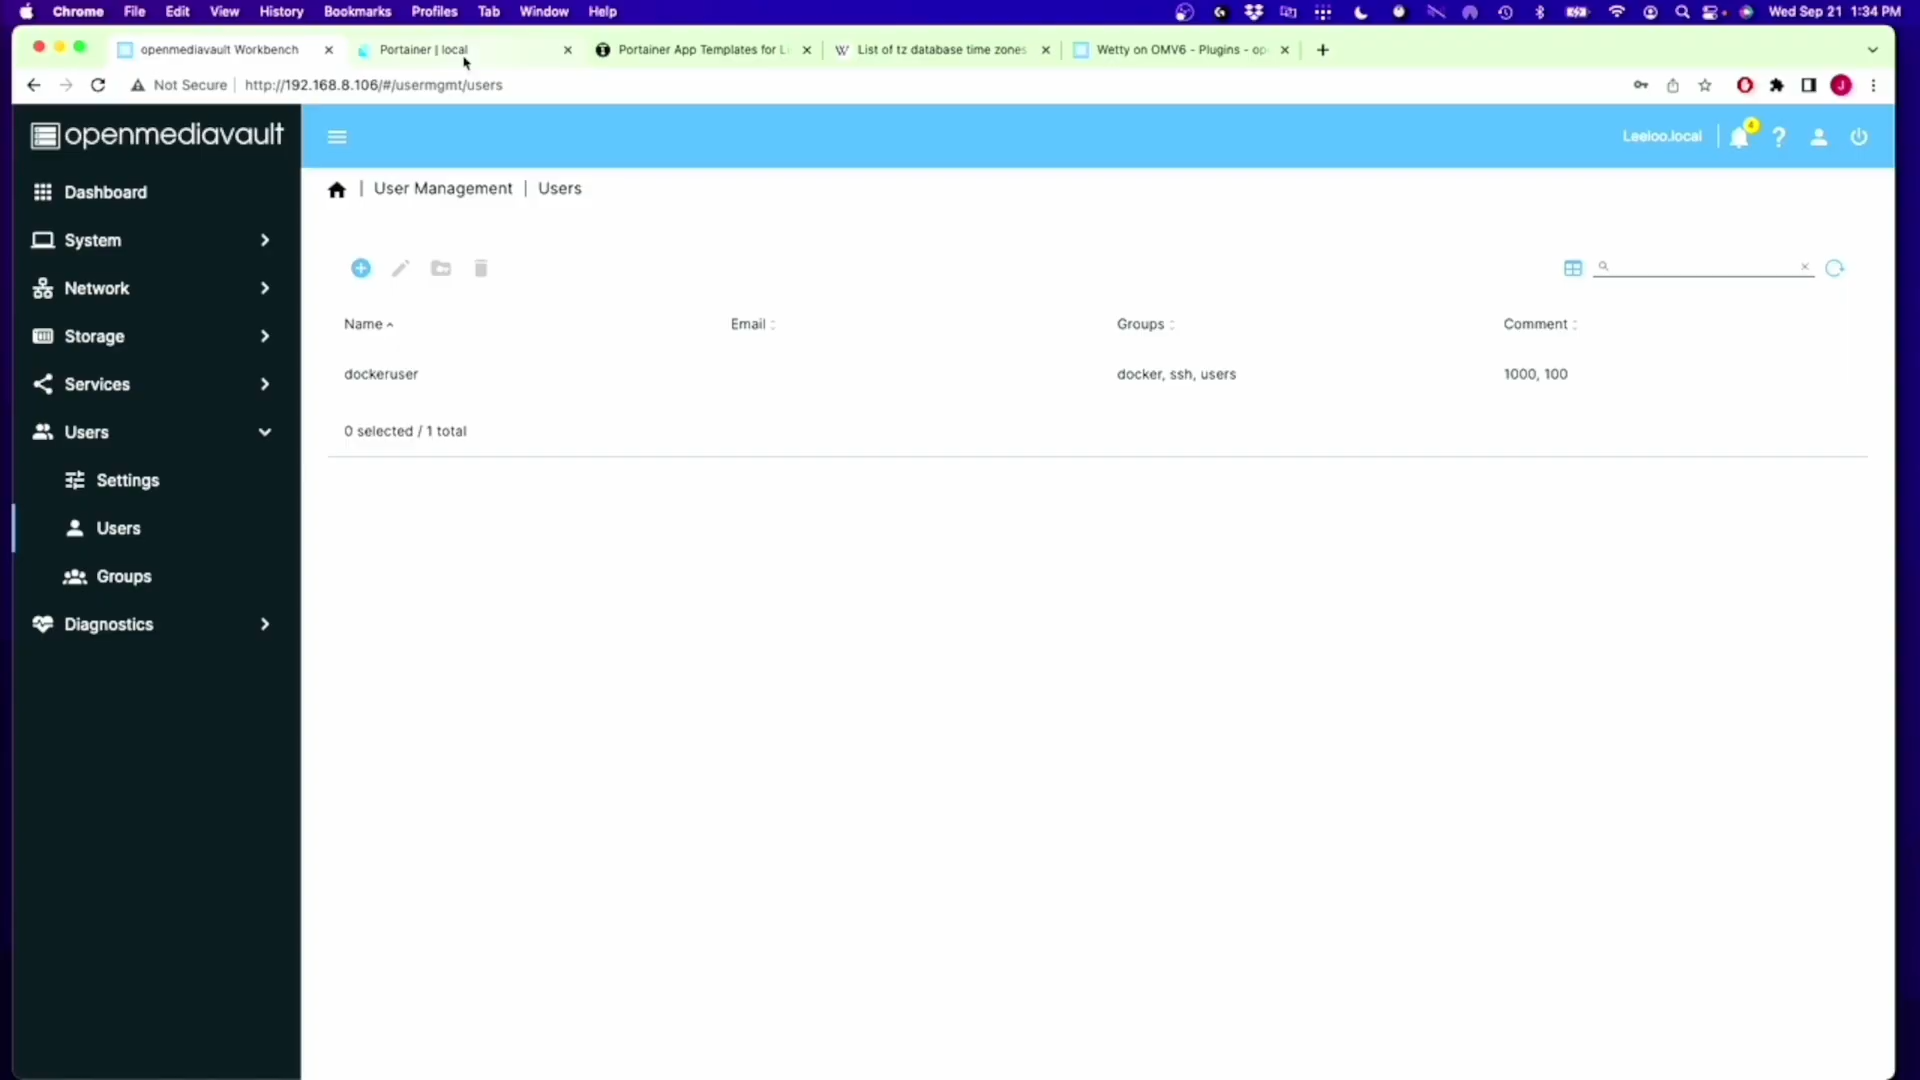 Chrome File Edit View History Bookmarks Profiles Tab Window Help Wed Sep 21 1:34 PM
openmediavault Workbench Portainer | local Portainer App Templates for L List of tz database time zones Wetty on OMV6 - Plugins - op
Not Secure http://192.168.8.106/#/usermgmt/users J
openmediavault Leeloo.local 4
Dashboard
System
Network
Storage
Services
Users
Settings
Users
Groups
Diagnostics
| User Management | Users
Name Email Groups Comment
dockeruser docker, ssh, users 1000, 100
0 selected / 1 total